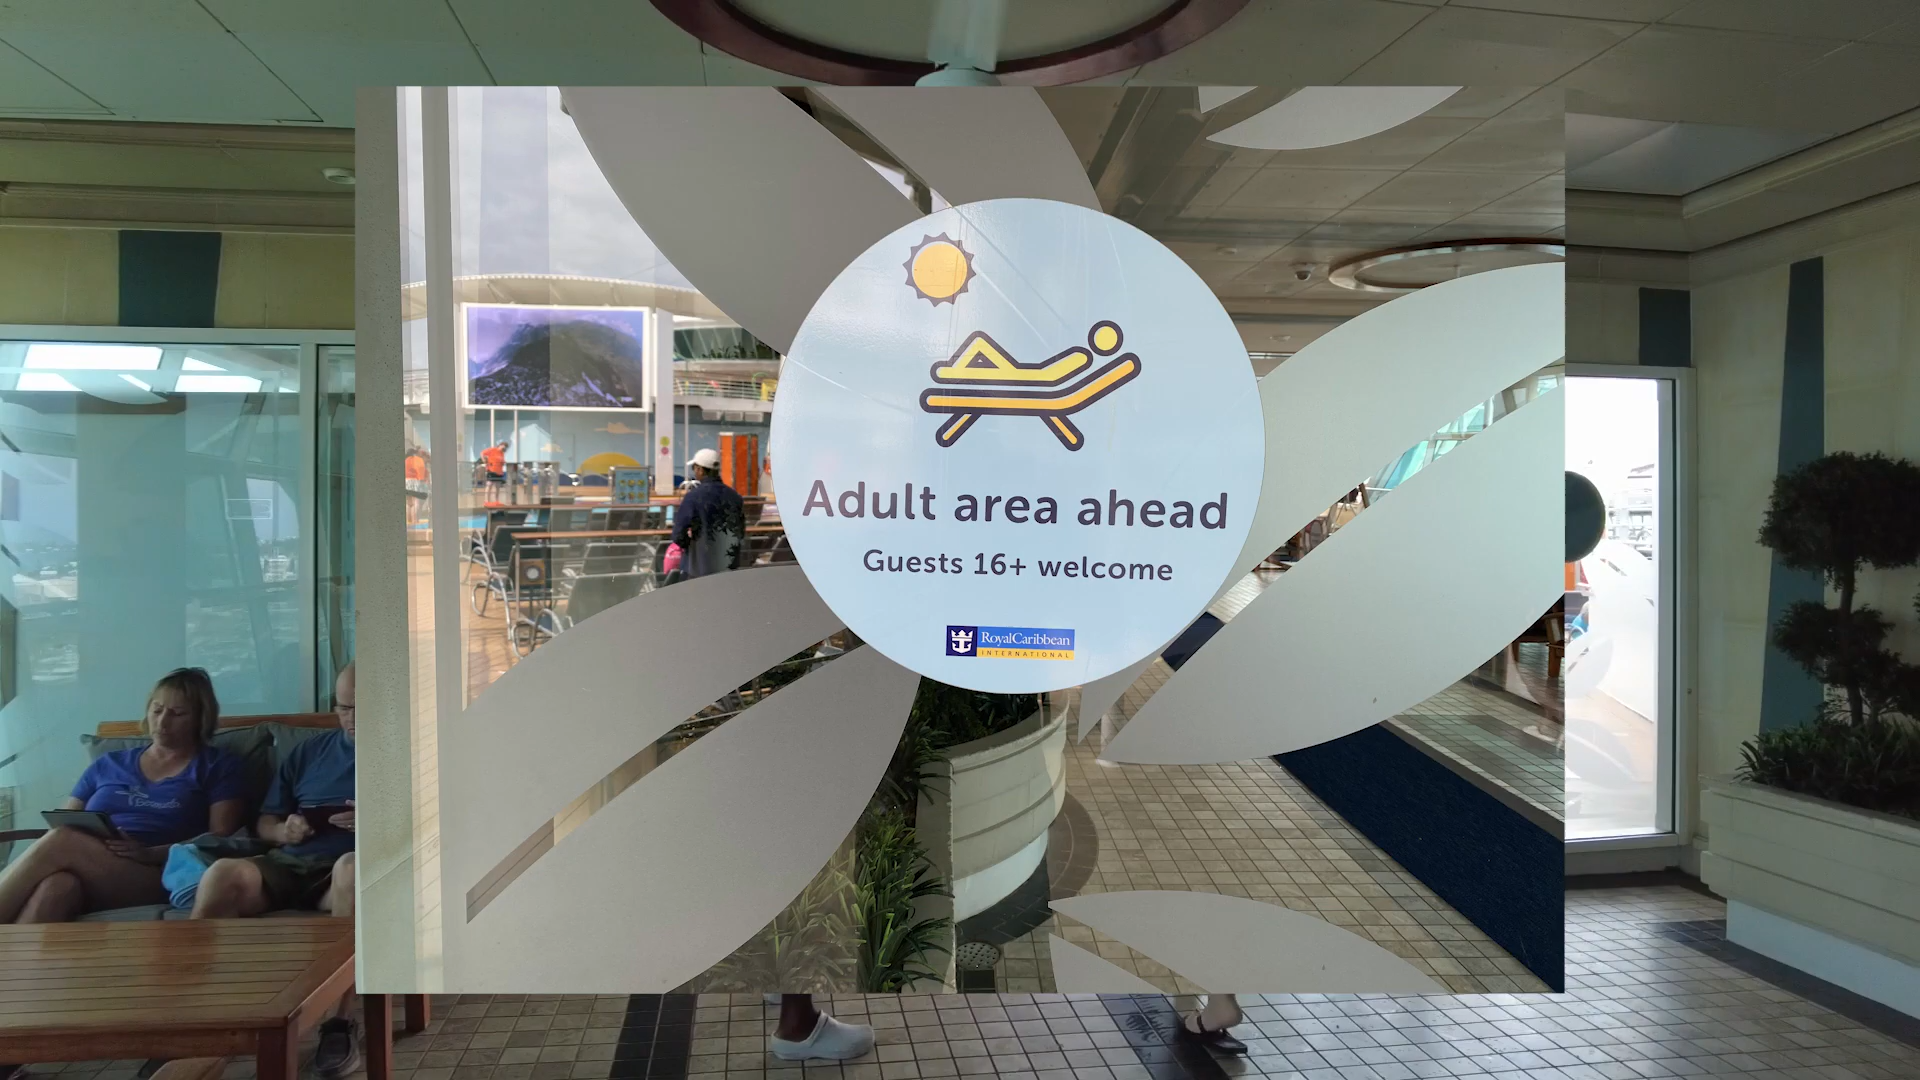 Adult area ahead
Guests 16+ welcome
RoyalCaribbean
INTERNATIONAL